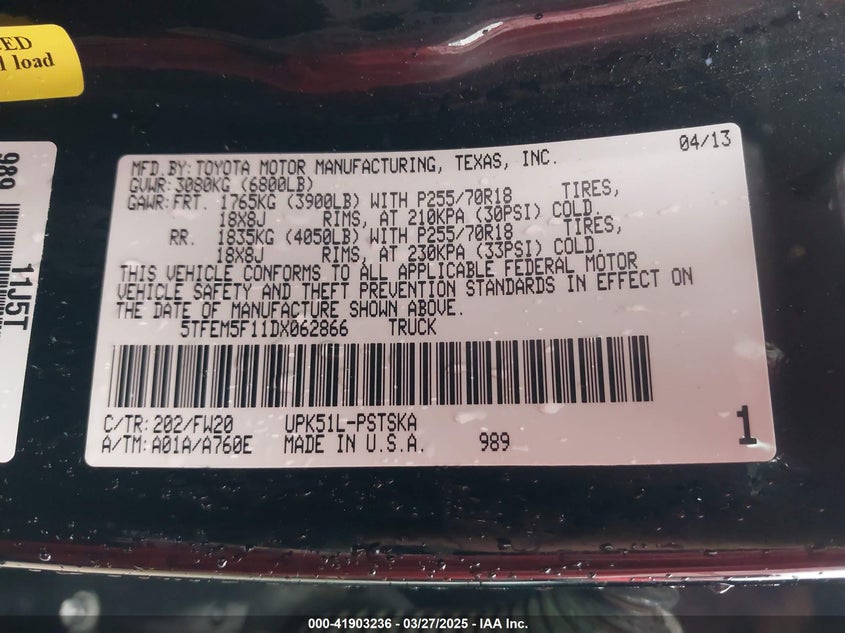 ED
l load
989
11J5T
04/13
MFD.BY: TOYOTA MOTOR MANUFACTURING, TEXAS, INC.
GVWR: 3080KG (6800LB)
GAWR: FRT. 1765KG (3900LB) WITH P255/70R18 TIRES,
18X8J RIMS, AT 210KPA (30PSI) COLD.
RR. 1835KG (4050LB) WITH P255/70R18 TIRES,
18X8J RIMS, AT 230KPA (33PSI) COLD.
THIS VEHICLE CONFORMS TO ALL APPLICABLE FEDERAL MOTOR
VEHICLE SAFETY AND THEFT PREVENTION STANDARDS IN EFFECT ON
THE DATE OF MANUFACTURE SHOWN ABOVE.
5TFEM5F11DX062866 TRUCK
C/TR: 202/FW20 UPK51L-PSTSKA
A/TM: A01A/A760E MADE IN U.S.A. 989
1
000-41903236 - 03/27/2025 - IAA Inc.